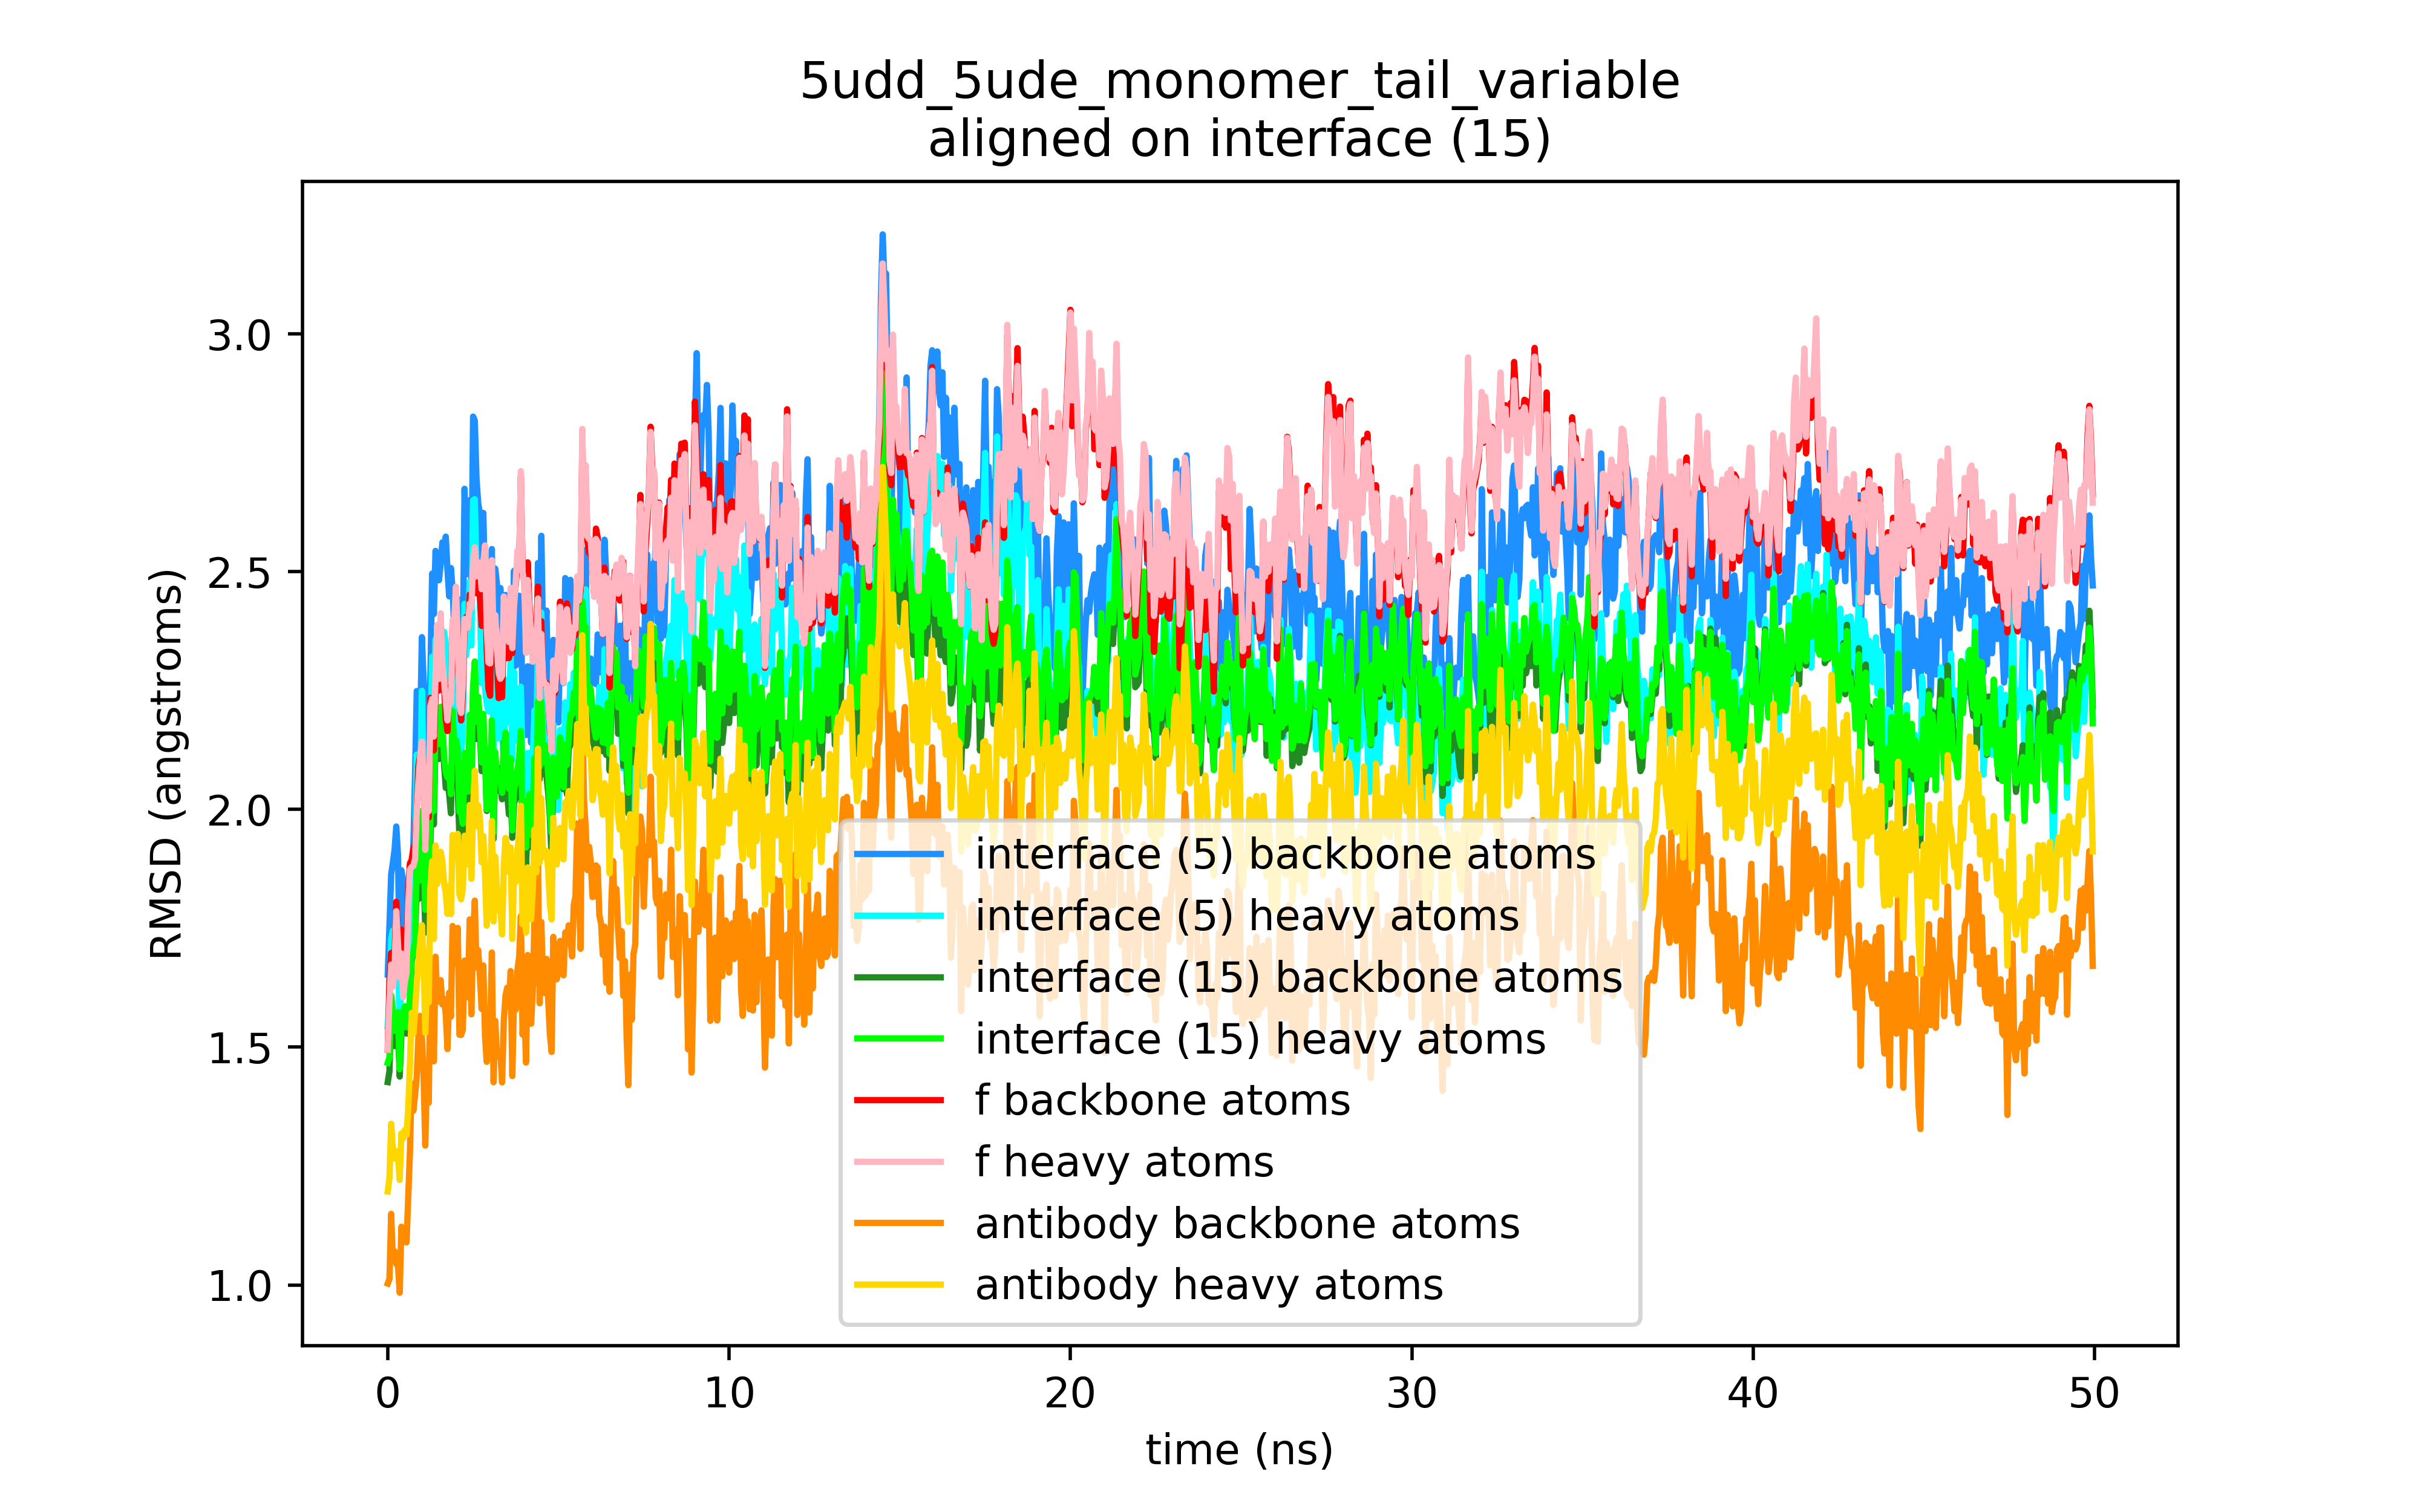 5udd_5ude_monomer_tail_variable
aligned on interface (15)
RMSD (angstroms)
3.0
2.5
2.0
1.5
1.0
interface (5) backbone atoms
interface (5) heavy atoms
interface (15) backbone atoms
interface (15) heavy atoms
f backbone atoms
f heavy atoms
antibody backbone atoms
antibody heavy atoms
0 10 20 30 40 50
time (ns)